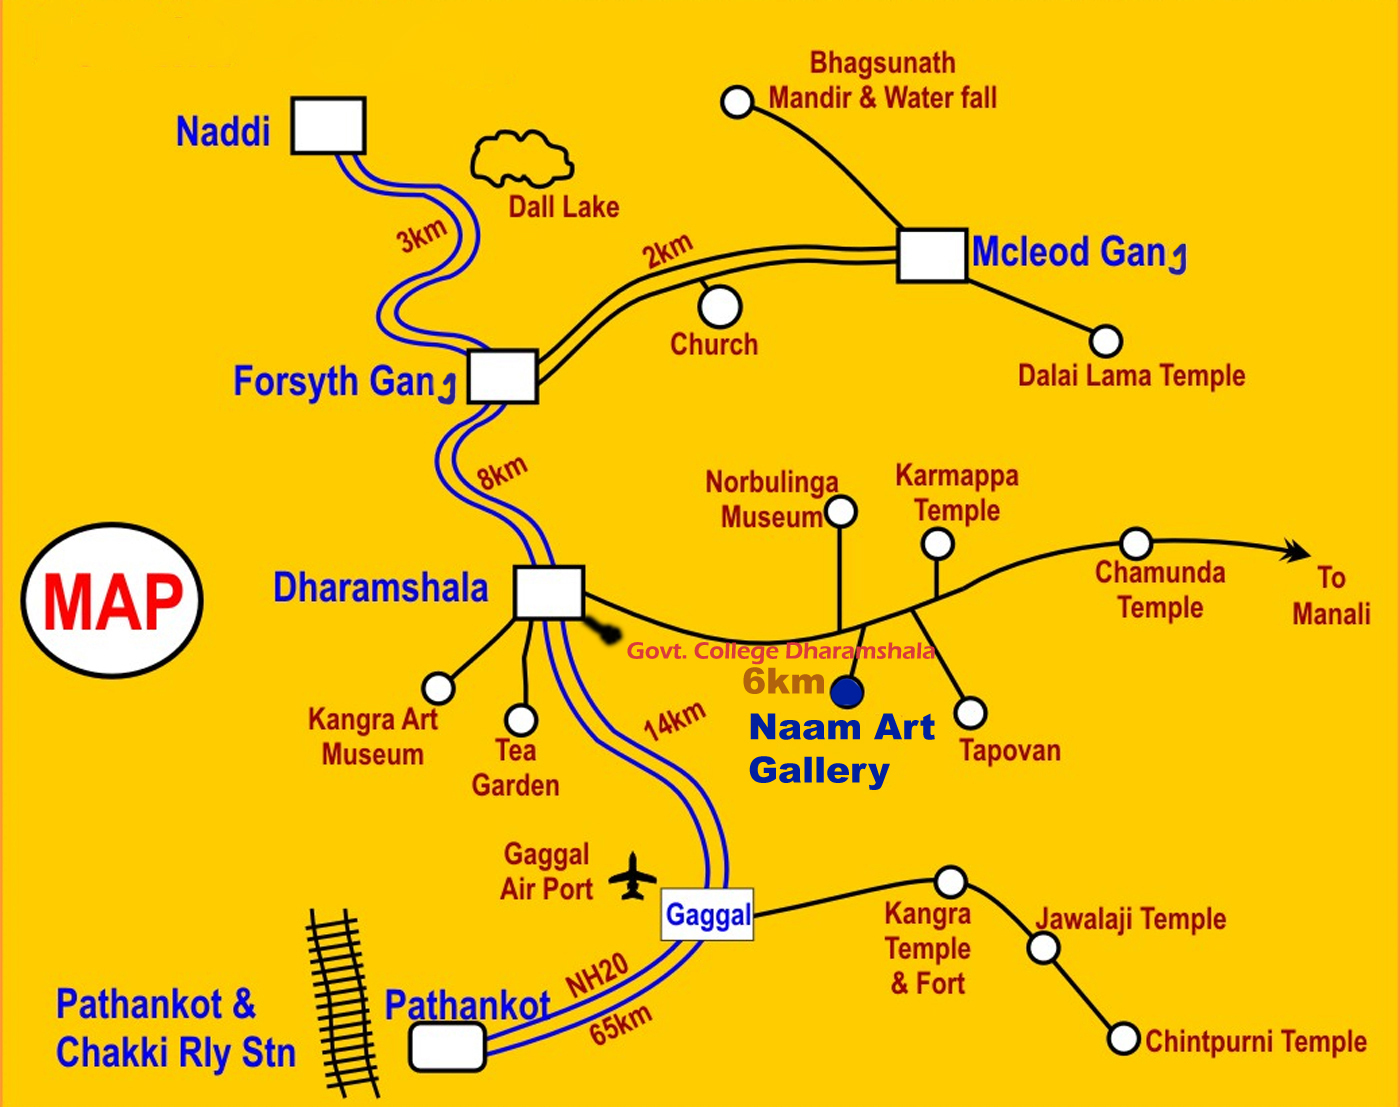 Bhagsunath
Mandir & Water fall
Naddi
Dall Lake
3km
2km
Mcleod Ganj
Church
Dalai Lama Temple
Forsyth Ganj
8km
Norbulinga
Museum
Karmappa
Temple
Chamunda
Temple
To
Manali
MAP
Dharamshala
Govt. College Dharamshala
6km
Naam Art
Gallery
Kangra Art
Museum
Tea
Garden
14km
Tapovan
Gaggal
Air Port
Gaggal
Kangra
Temple
& Fort
Jawalaji Temple
Chintpurni Temple
NH20
65km
Pathankot
Pathankot &
Chakki Rly Stn